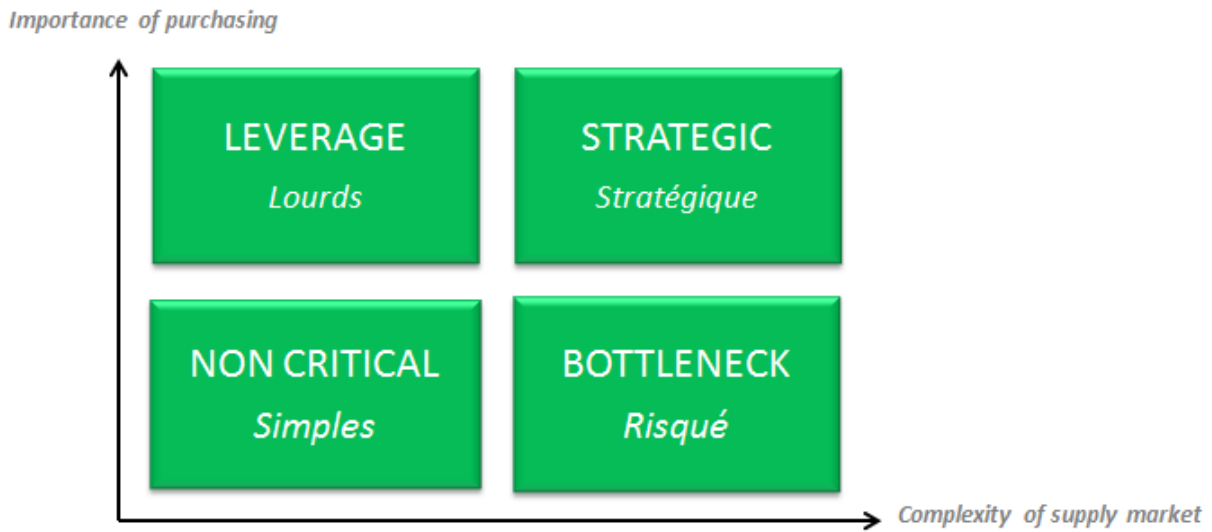 Importance of purchasing
LEVERAGE
Lourds
STRATEGIC
Stratégique
NON CRITICAL
Simples
BOTTLENECK
Risqué
Complexity of supply market